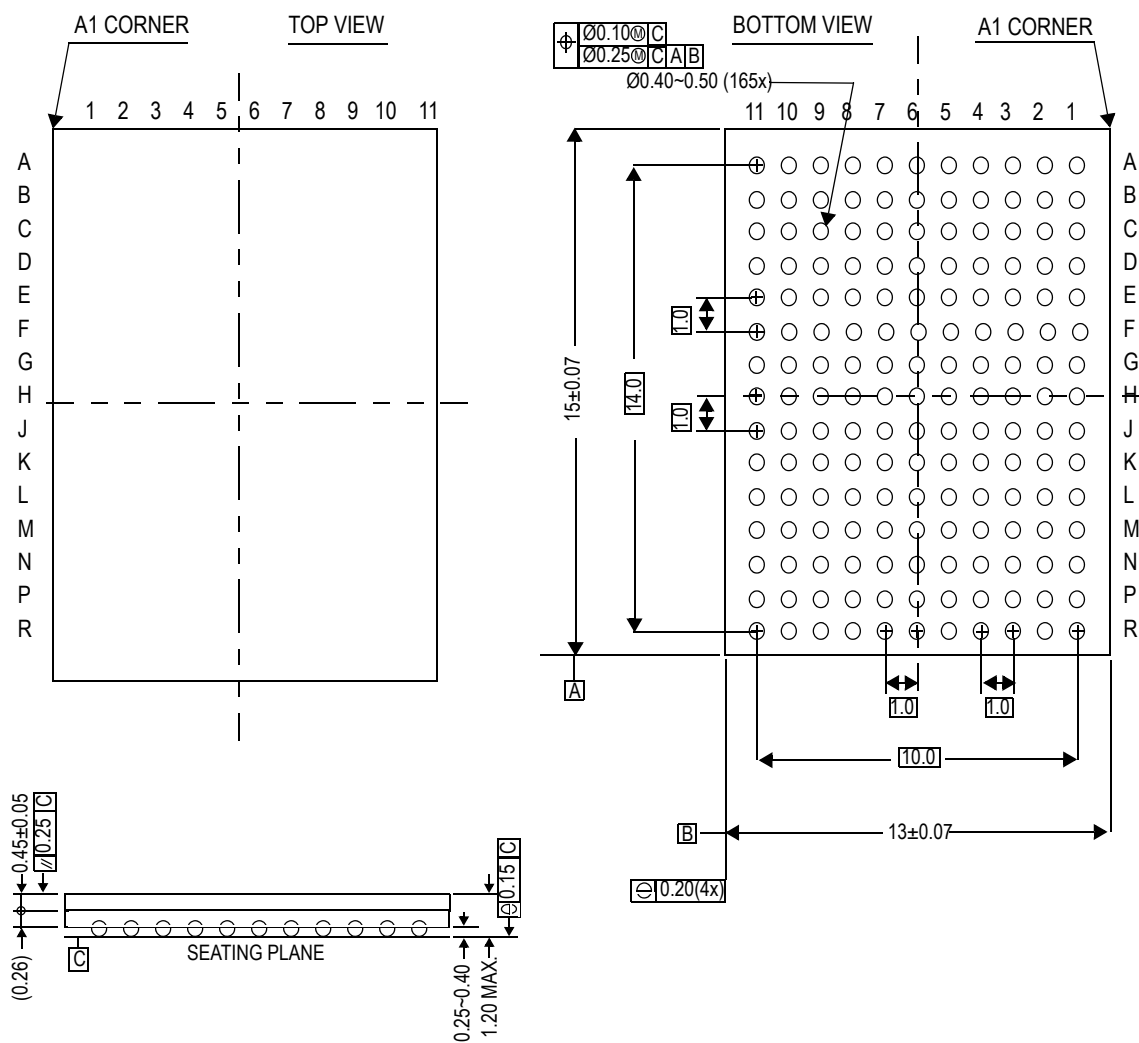 A1 CORNER
TOP VIEW
1 2 3 4 5 6 7 8 9 10 11
A
B
C
D
E
F
G
H
J
K
L
M
N
P
R
Ø0.10Ⓜ C
Ø0.25Ⓜ C A B
Ø0.40~0.50 (165x)
BOTTOM VIEW
A1 CORNER
11 10 9 8 7 6 5 4 3 2 1
A
B
C
D
E
F
G
H
J
K
L
M
N
P
R
15±0.07
14.0
1.0
1.0
A
1.0
1.0
10.0
B
13±0.07
0.20(4x)
0.45±0.05
0.25 C
(0.26)
C
SEATING PLANE
0.15 C
0.25~0.40
1.20 MAX.